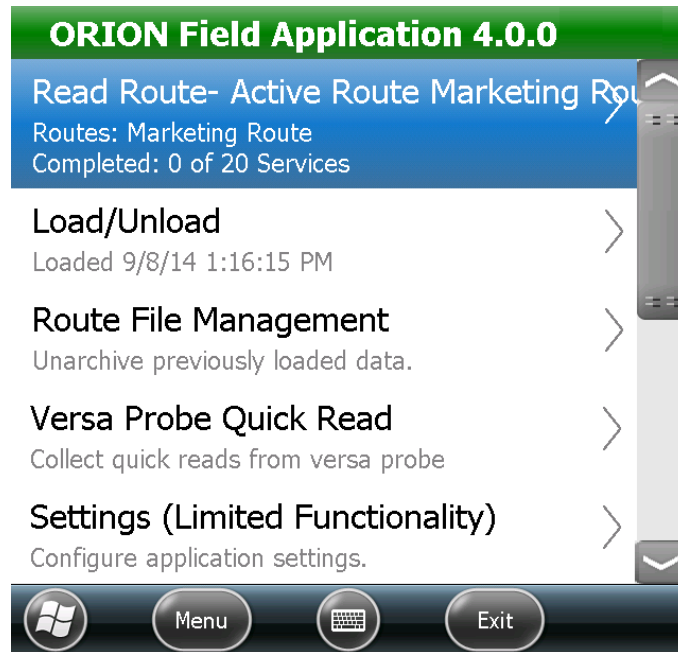 ORION Field Application 4.0.0
Read Route- Active Route Marketing Rou
Routes: Marketing Route
Completed: 0 of 20 Services
Load/Unload
Loaded 9/8/14 1:16:15 PM
Route File Management
Unarchive previously loaded data.
Versa Probe Quick Read
Collect quick reads from versa probe
Settings (Limited Functionality)
Configure application settings.
Menu
Exit